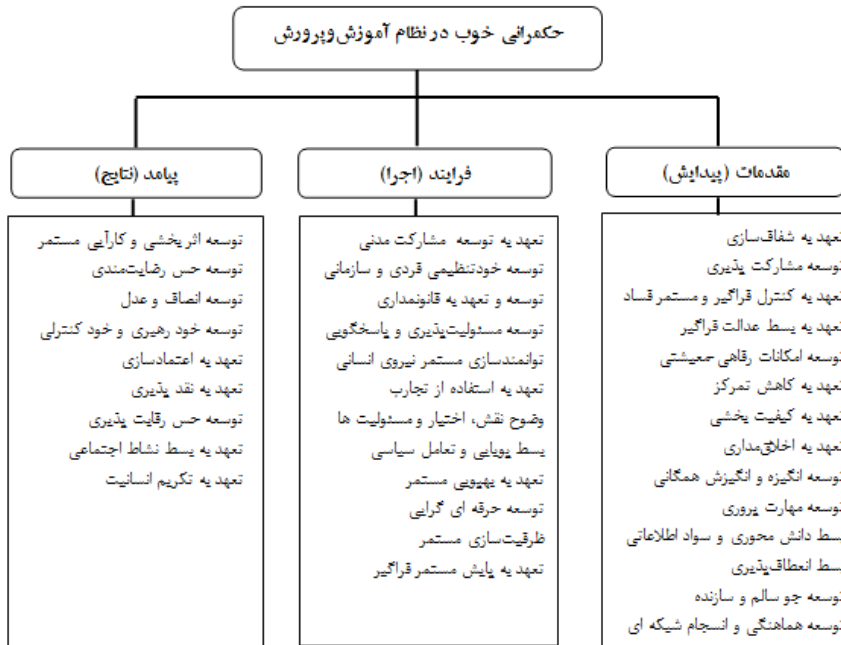 حکمرانی خوب در نظام آموزش‌وپرورش
مقدمات (پیدایش)
تعهد به شفاف‌سازی
توسعه مشارکت پذیری
تعهد به کنترل فراگیر و مستمر فساد
تعهد به بسط عدالت فراگیر
توسعه امکانات رفاهی-معیشتی
تعهد به کاهش تمرکز
تعهد به کیفیت بخشی
تعهد به اخلاق‌مداری
توسعه انگیزه و انگیزش همگانی
توسعه مهارت پروری
بسط دانش محوری و سواد اطلاعاتی
بسط انعطاف‌پذیری
توسعه جو سالم و سازنده
توسعه هماهنگی و انسجام شبکه ای
فرایند (اجرا)
تعهد به توسعه مشارکت مدنی
توسعه خودتنظیمی فردی و سازمانی
توسعه و تعهد به قانونمداری
توسعه مسئولیت‌پذیری و پاسخگویی
توانمندسازی مستمر نیروی انسانی
تعهد به استفاده از تجارب
وضوح نقش، اختیار و مسئولیت ها
بسط پویایی و تعامل سیاسی
تعهد به بهبویی مستمر
توسعه حرفه ای گرایی
ظرفیت‌سازی مستمر
تعهد به پایش مستمر فراگیر
پیامد (نتایج)
توسعه اثربخشی و کارآیی مستمر
توسعه حس رضایت‌مندی
توسعه انصاف و عدل
توسعه خود رهبری و خود کنترلی
تعهد به اعتمادسازی
تعهد به نقد پذیری
توسعه حس رقابت پذیری
تعهد به بسط نشاط اجتماعی
تعهد به تکریم انسانیت